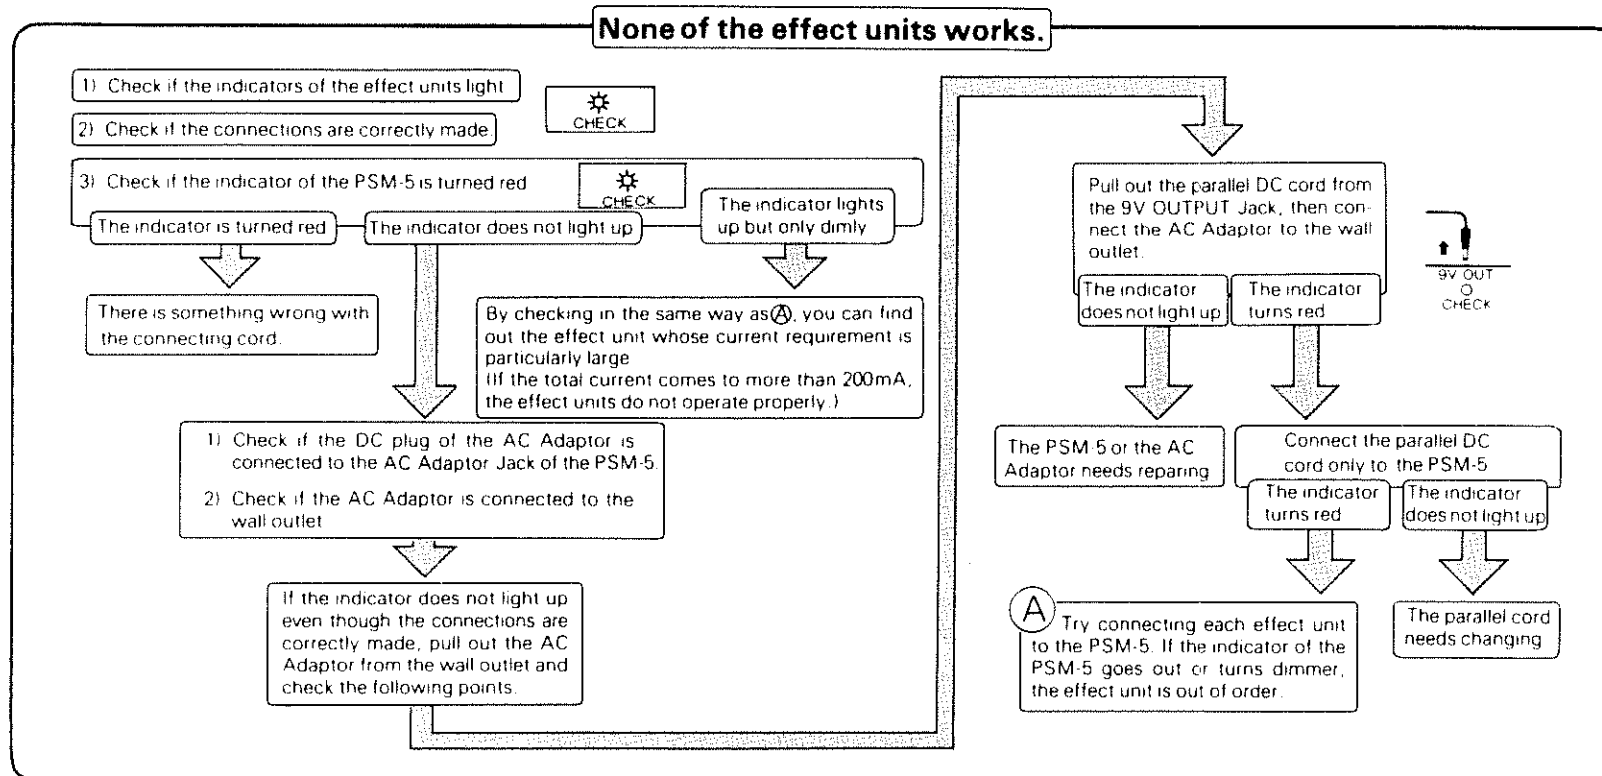 None of the effect units works.
1) Check if the indicators of the effect units light
CHECK
2) Check if the connections are correctly made
3) Check if the indicator of the PSM-5 is turned red
CHECK
The indicator is turned red
The indicator does not light up
The indicator lights
up but only dimly
There is something wrong with
the connecting cord.
By checking in the same way as Ⓐ, you can find
out the effect unit whose current requirement is
particularly large
(If the total current comes to more than 200mA,
the effect units do not operate properly.)
1) Check if the DC plug of the AC Adaptor is
connected to the AC Adaptor Jack of the PSM-5.
2) Check if the AC Adaptor is connected to the
wall outlet
If the indicator does not light up
even though the connections are
correctly made, pull out the AC
Adaptor from the wall outlet and
check the following points.
Pull out the parallel DC cord from
the 9V OUTPUT Jack, then con-
nect the AC Adaptor to the wall
outlet.
9V OUT
CHECK
The indicator
does not light up
The indicator
turns red
The PSM-5 or the AC
Adaptor needs reparing
Connect the parallel DC
cord only to the PSM-5
The indicator
turns red
The indicator
does not light up
A
Try connecting each effect unit
to the PSM-5. If the indicator of the
PSM-5 goes out or turns dimmer,
the effect unit is out of order.
The parallel cord
needs changing